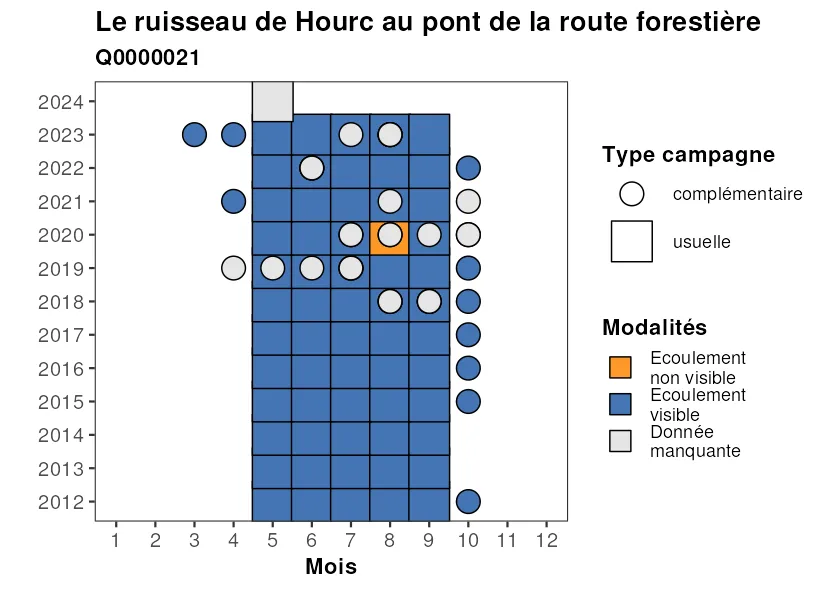 Le ruisseau de Hourc au pont de la route forestière
Q0000021
2024
2023
2022
2021
2020
2019
2018
2017
2016
2015
2014
2013
2012
1 2 3 4 5 6 7 8 9 10 11 12
Mois
Type campagne
complémentaire
usuelle
Modalités
Ecoulement
non visible
Ecoulement
visible
Donnée
manquante